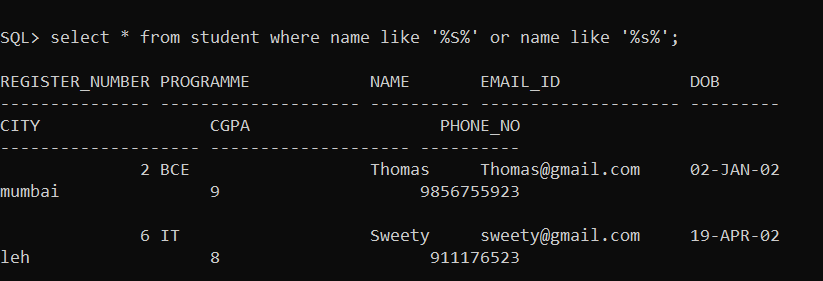 SQL> select * from student where name like '%S%' or name like '%s%';
REGISTER_NUMBER PROGRAMME            NAME       EMAIL_ID             DOB
--------------- -------------------- ---------- -------------------- ---------
CITY                 CGPA                   PHONE_NO
-------------------- -------------------- ----------
              2 BCE                  Thomas     Thomas@gmail.com     02-JAN-02
mumbai               9                    9856755923
              6 IT                   Sweety     sweety@gmail.com     19-APR-02
leh                  8                     911176523